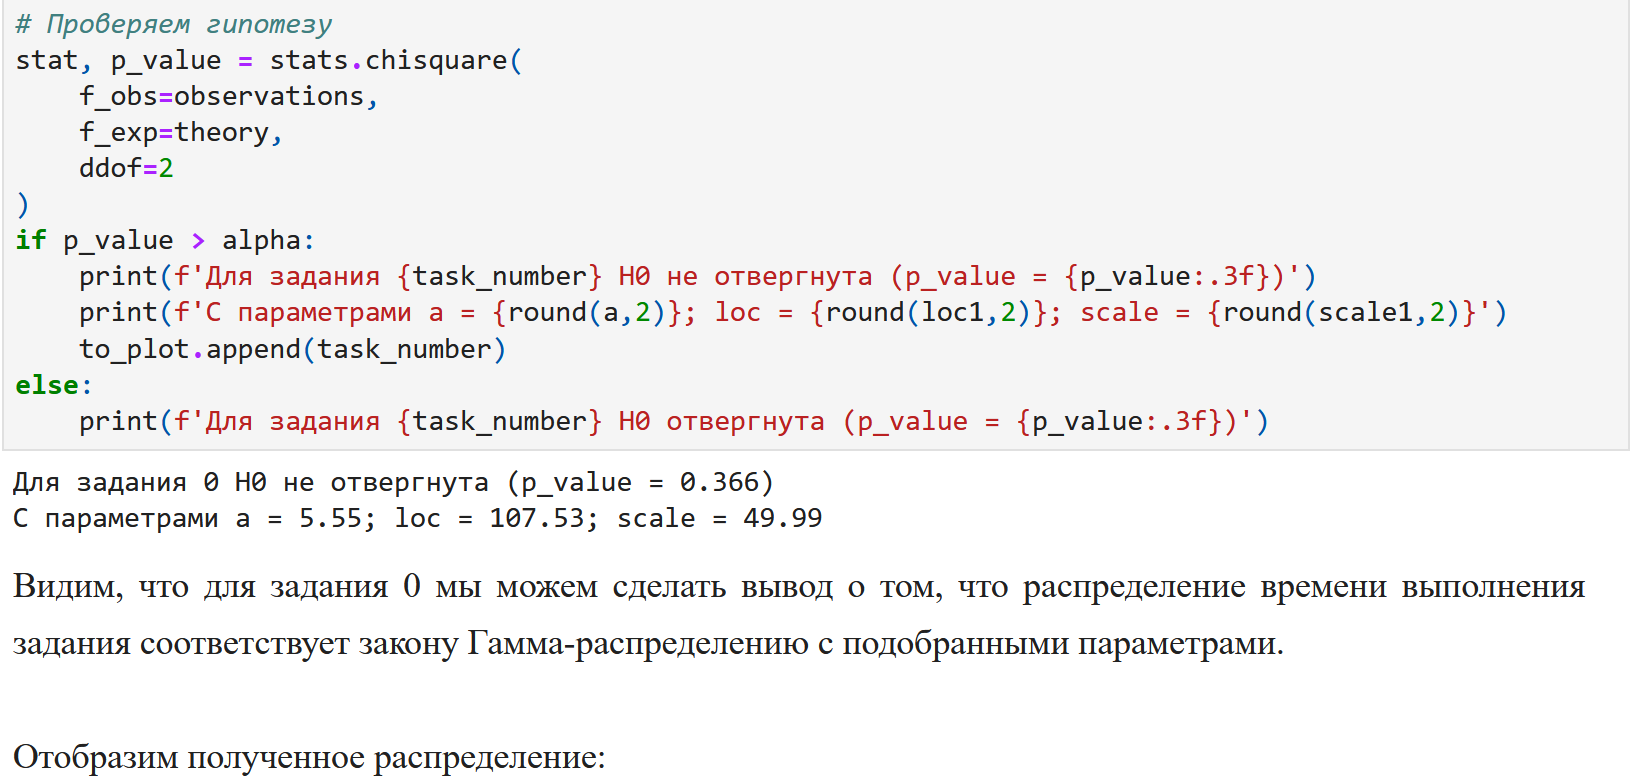 # Проверяем гипотезу
stat, p_value = stats.chisquare(
    f_obs=observations,
    f_exp=theory,
    ddof=2
)
if p_value > alpha:
    print(f'Для задания {task_number} H0 не отвергнута (p_value = {p_value:.3f})')
    print(f'С параметрами a = {round(a,2)}; loc = {round(loc1,2)}; scale = {round(scale1,2)}')
    to_plot.append(task_number)
else:
    print(f'Для задания {task_number} H0 отвергнута (p_value = {p_value:.3f})')
Для задания 0 H0 не отвергнута (p_value = 0.366)
С параметрами a = 5.55; loc = 107.53; scale = 49.99
Видим, что для задания 0 мы можем сделать вывод о том, что распределение времени выполнения
задания соответствует закону Гамма-распределению с подобранными параметрами.
Отобразим полученное распределение: